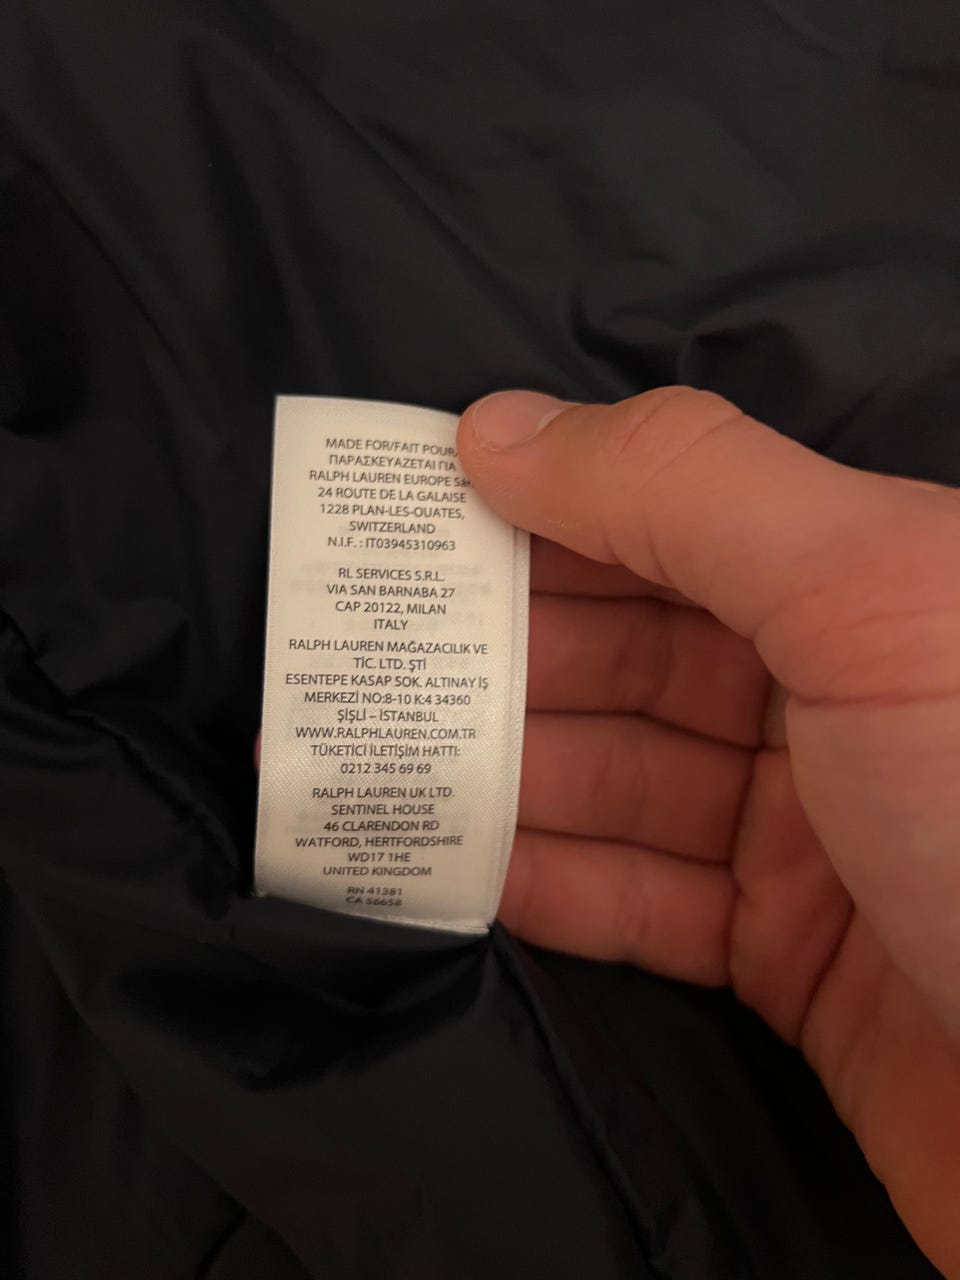 MADE FOR/FAIT POUR/
ΠΑΡΑΣΚΕΥΑΖΕΤΑΙ ΓΙΑ
RALPH LAUREN EUROPE Sàr
24 ROUTE DE LA GALAISE
1228 PLAN-LES-OUATES,
SWITZERLAND
N.I.F. : IT03945310963
RL SERVICES S.R.L.
VIA SAN BARNABA 27
CAP 20122, MILAN
ITALY
RALPH LAUREN MAĞAZACILIK VE
TİC. LTD. ŞTİ
ESENTEPE KASAP SOK. ALTINAY İŞ
MERKEZİ NO:8-10 K:4 34360
ŞİŞLİ – İSTANBUL
WWW.RALPHLAUREN.COM.TR
TÜKETİCİ İLETİŞİM HATTI:
0212 345 69 69
RALPH LAUREN UK LTD.
SENTINEL HOUSE
46 CLARENDON RD
WATFORD, HERTFORDSHIRE
WD17 1HE
UNITED KINGDOM
RN 41381
CA 56658